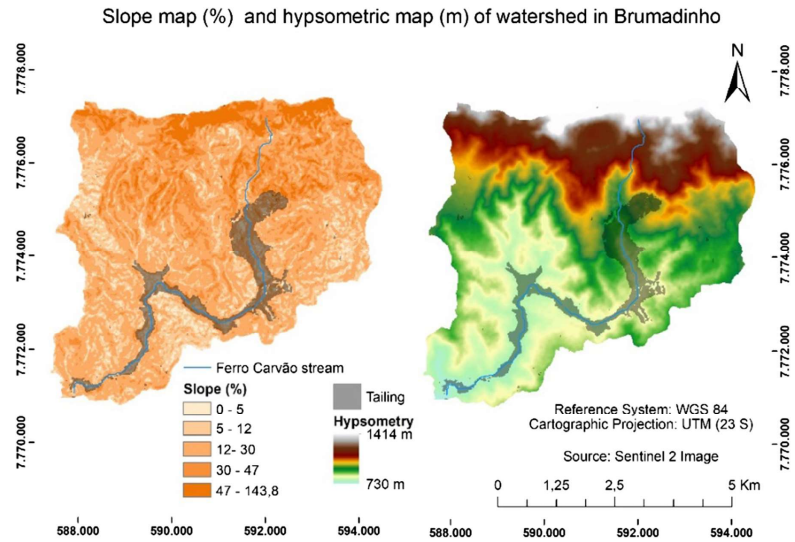 Slope map (%) and hypsometric map (m) of watershed in Brumadinho
N
7.778.000
7.776.000
7.774.000
7.772.000
7.770.000
7.778.000
7.776.000
7.774.000
7.772.000
7.770.000
Ferro Carvão stream
Slope (%)
0 - 5
5 - 12
12- 30
30 - 47
47 - 143,8
Tailing
Hypsometry
1414 m
730 m
Reference System: WGS 84
Cartographic Projection: UTM (23 S)
Source: Sentinel 2 Image
0 1,25 2,5 5 Km
588.000 590.000 592.000 594.000
588.000 590.000 592.000 594.000